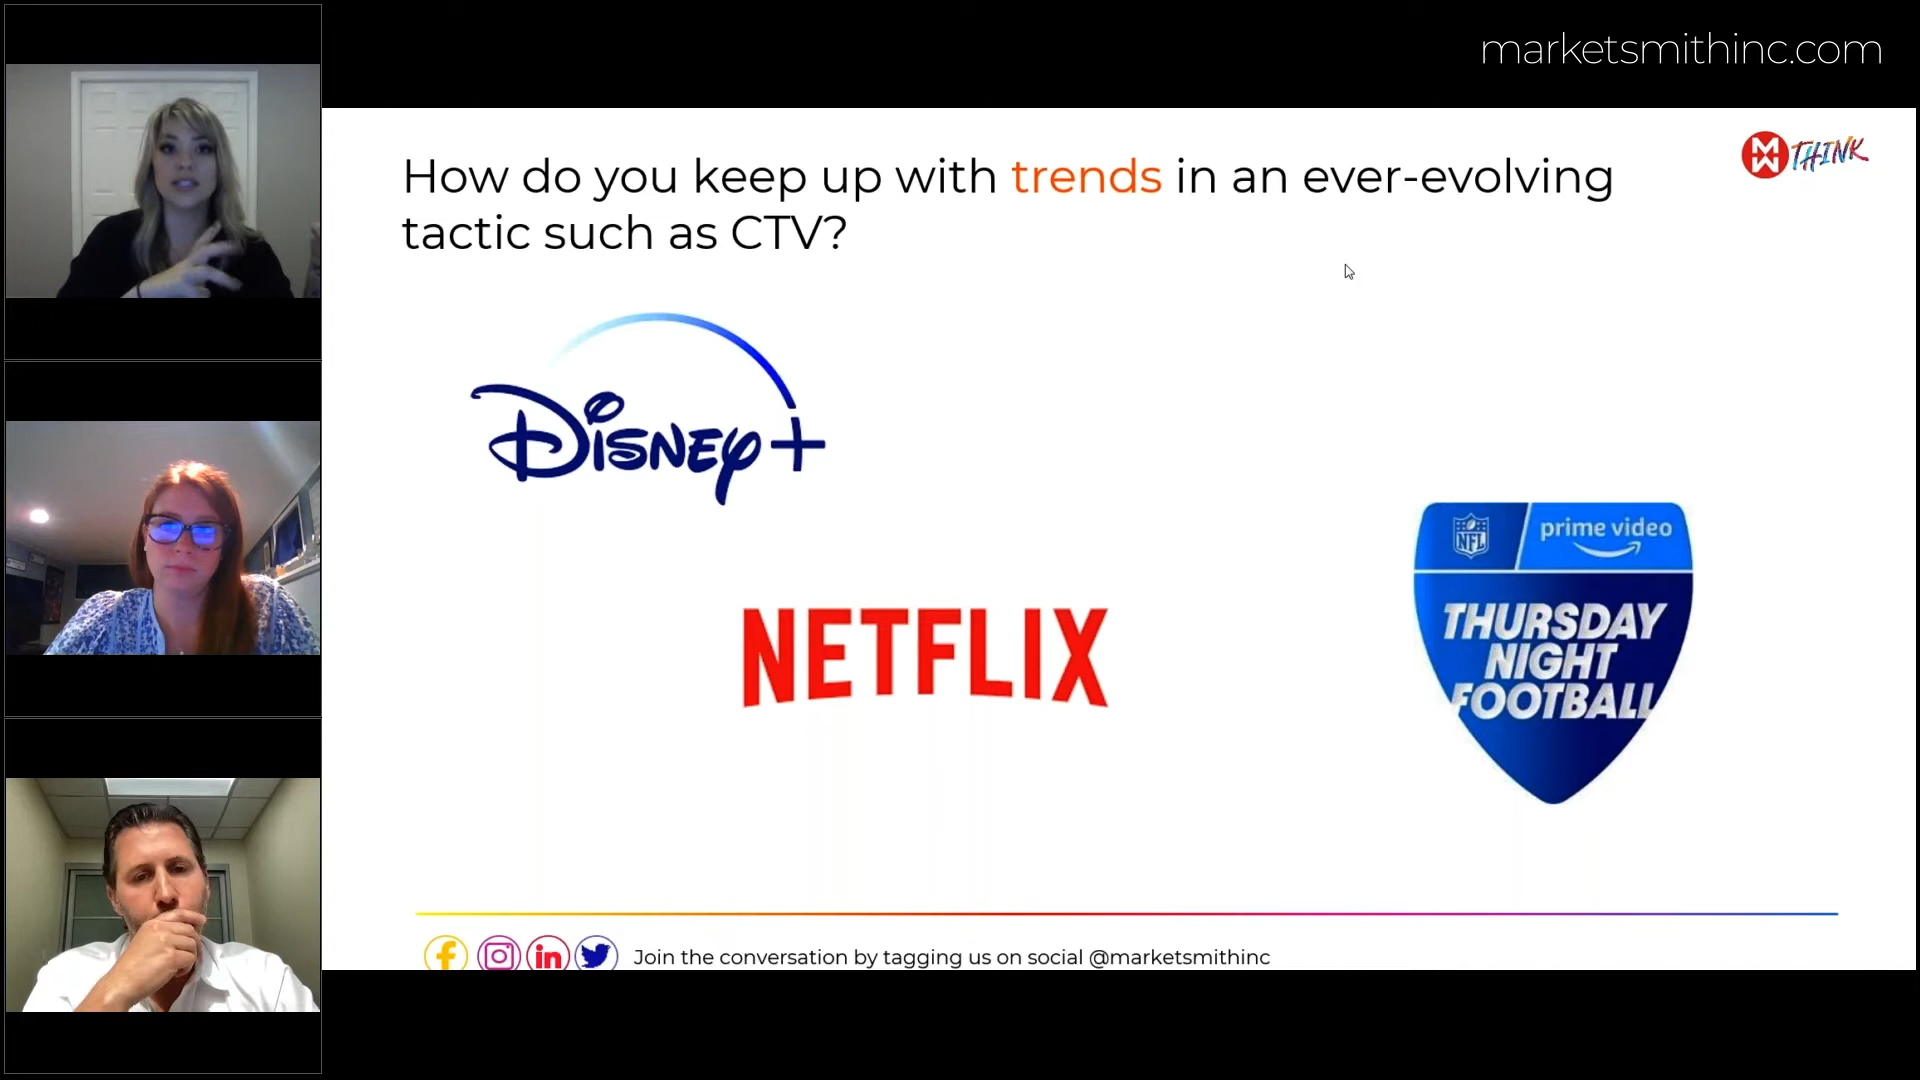 marketsmithinc.com
THINK
How do you keep up with trends in an ever-evolving
tactic such as CTV?
Disney+
NFL
prime video
THURSDAY
NIGHT
FOOTBALL
NETFLIX
Join the conversation by tagging us on social @marketsmithinc